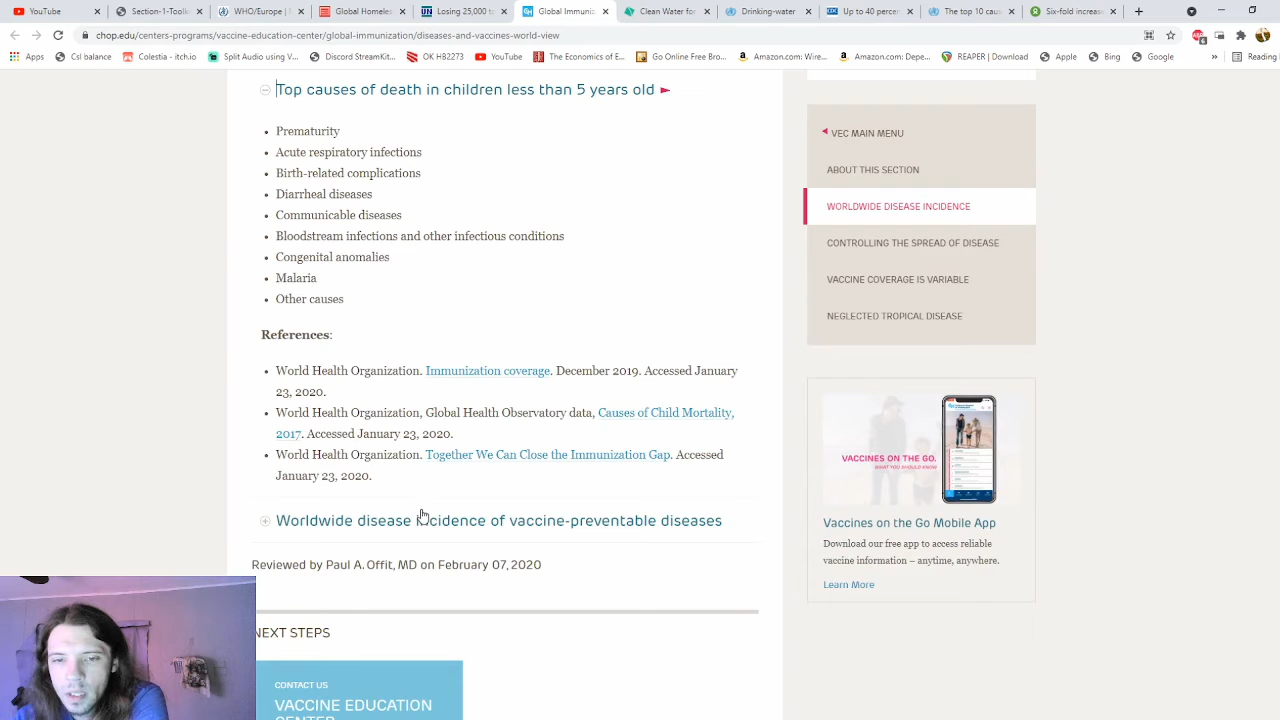 YouTube
Section-1-Toolkit
WHO/Europe |
Global Homeles
Losing 25,000 to
Global Immuniz
Clean Water for
Drinking-water
Up to 40 percen
The top 10 caus
Six-fold increas
chop.edu/centers-programs/vaccine-education-center/global-immunization/diseases-and-vaccines-world-view
Apps
Csl balance
Colestia - itch.io
Split Audio using V...
Discord StreamKit...
OK HB2273
YouTube
The Economics of E...
Go Online Free Bro...
Amazon.com: Wire...
Amazon.com: Depe...
REAPER | Download
Apple
Bing
Google
»
Reading
Top causes of death in children less than 5 years old
Prematurity
Acute respiratory infections
Birth-related complications
Diarrheal diseases
Communicable diseases
Bloodstream infections and other infectious conditions
Congenital anomalies
Malaria
Other causes
References:
World Health Organization. Immunization coverage. December 2019. Accessed January
23, 2020.
World Health Organization, Global Health Observatory data, Causes of Child Mortality,
2017. Accessed January 23, 2020.
World Health Organization. Together We Can Close the Immunization Gap. Accessed
January 23, 2020.
Worldwide disease incidence of vaccine-preventable diseases
Reviewed by Paul A. Offit, MD on February 07, 2020
NEXT STEPS
CONTACT US
VACCINE EDUCATION
CENTER
VEC MAIN MENU
ABOUT THIS SECTION
WORLDWIDE DISEASE INCIDENCE
CONTROLLING THE SPREAD OF DISEASE
VACCINE COVERAGE IS VARIABLE
NEGLECTED TROPICAL DISEASE
VACCINES ON THE GO.
WHAT YOU SHOULD KNOW
Vaccines on the Go Mobile App
Download our free app to access reliable
vaccine information – anytime, anywhere.
Learn More